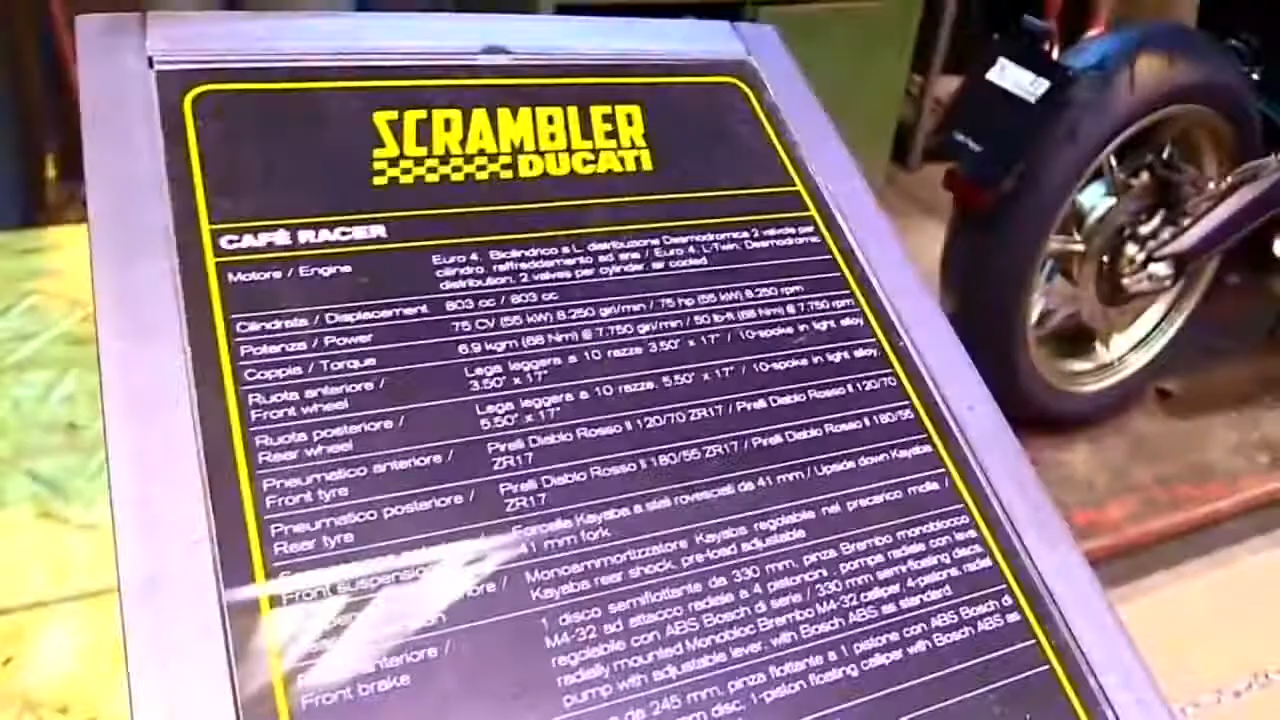 SCRAMBLER
DUCATI
CAFÉ RACER
Motore / Engine
Euro 4, Bicilindrico a L, distribuzione Desmodromica 2 valvole per
cilindro, raffreddamento ad aria / Euro 4, L-Twin, Desmodromic
distribution, 2 valves per cylinder, air cooled
Cilindrata / Displacement
803 cc / 803 cc
Potenza / Power
75 CV (55 kW) 8.250 giri/min / 75 hp (55 kW) 8.250 rpm
Coppia / Torque
6.9 kgm (68 Nm) @ 7.750 giri/min / 50 lb-ft (68 Nm) @ 7.750 rpm
Ruota anteriore /
Front wheel
Lega leggera a 10 razze 3.50" x 17" / 10-spoke in light alloy
3.50" x 17"
Ruota posteriore /
Rear wheel
Lega leggera a 10 razze, 5.50" x 17" / 10-spoke in light alloy,
5.50" x 17"
Pneumatico anteriore /
Front tyre
Pirelli Diablo Rosso II 120/70 ZR17 / Pirelli Diablo Rosso II 120/70
ZR17
Pneumatico posteriore /
Rear tyre
Pirelli Diablo Rosso II 180/55 ZR17 / Pirelli Diablo Rosso II 180/55
ZR17
Front suspension
Forcella Kayaba a steli rovesciati da 41 mm / Upside down Kayaba
41 mm fork
Monoammortizzatore Kayaba regolabile nel precarico molla /
Kayaba rear shock, pre-load adjustable
anteriore /
Front brake
1 disco semiflottante da 330 mm, pinza Brembo monoblocco
M4-32 ad attacco radiale a 4 pistoncini, pompa radiale con leva
regolabile con ABS Bosch di serie / 330 mm semi-floating disc,
radially mounted Monobloc Brembo M4-32 caliper, 4-pistons, radial
pump with adjustable lever, with Bosch ABS as standard
da 245 mm, pinza flottante a 1 pistone con ABS Bosch di
disc, 1-piston floating calliper with Bosch ABS as